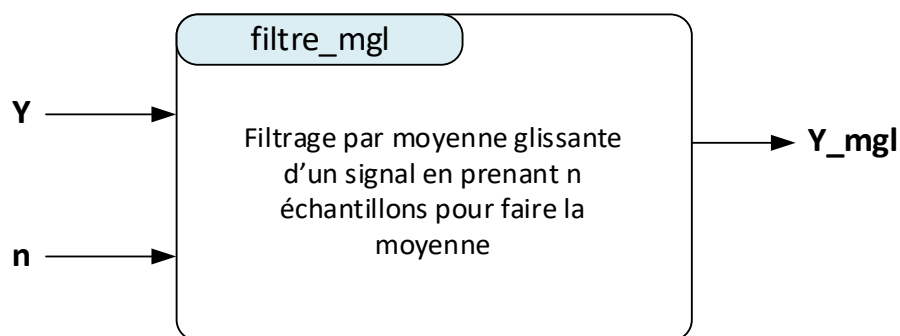 filtre_mgl
Y
Filtrage par moyenne glissante
d’un signal en prenant n
échantillons pour faire la
moyenne
n
Y_mgl